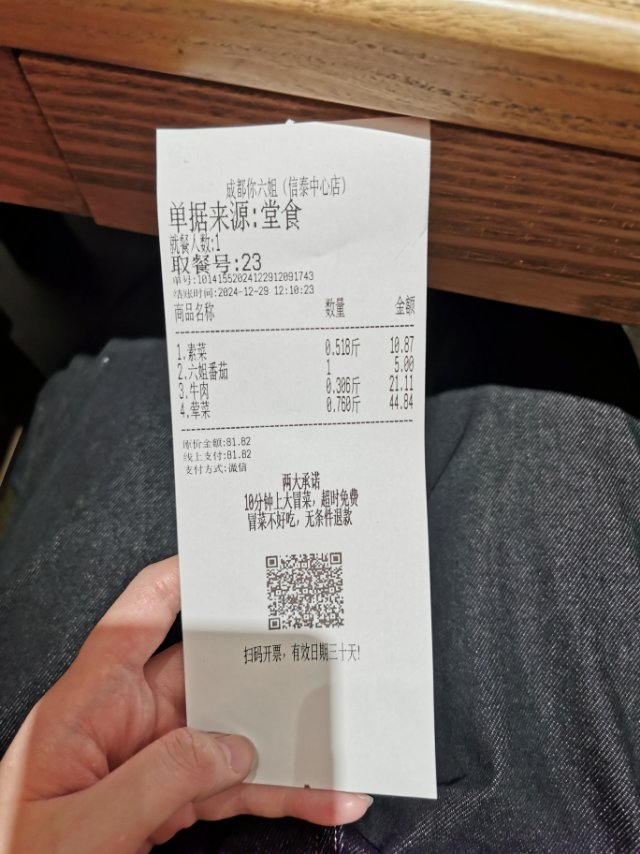 成都你六姐（信泰中心店）
单据来源:堂食
就餐人数:1
取餐号:23
单号:10141552024122912091743
结账时间:2024-12-29 12:10:23
商品名称 数量 金额
1.素菜 0.518斤 10.87
2.六姐番茄 1 5.00
3.牛肉 0.306斤 21.11
4.荤菜 0.760斤 44.84
原价金额:81.82
线上支付:81.82
支付方式:微信
两大承诺
10分钟上大冒菜，超时免费
冒菜不好吃，无条件退款
扫码开票，有效日期三十天!